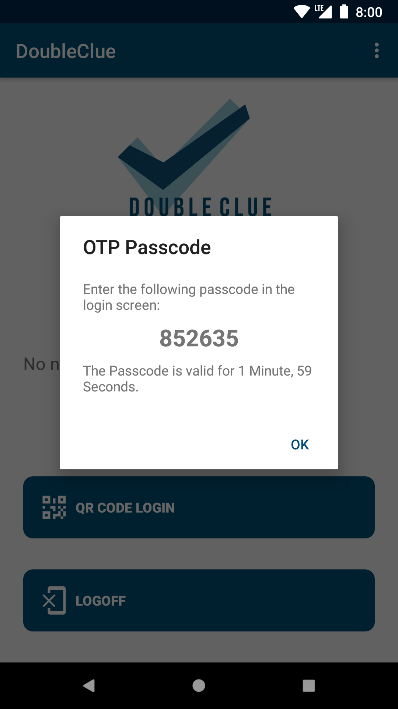 LTE 8:00
DoubleClue
DOUBLE CLUE
OTP Passcode
Enter the following passcode in the
login screen:
852635
No n
The Passcode is valid for 1 Minute, 59
Seconds.
OK
QR CODE LOGIN
LOGOFF